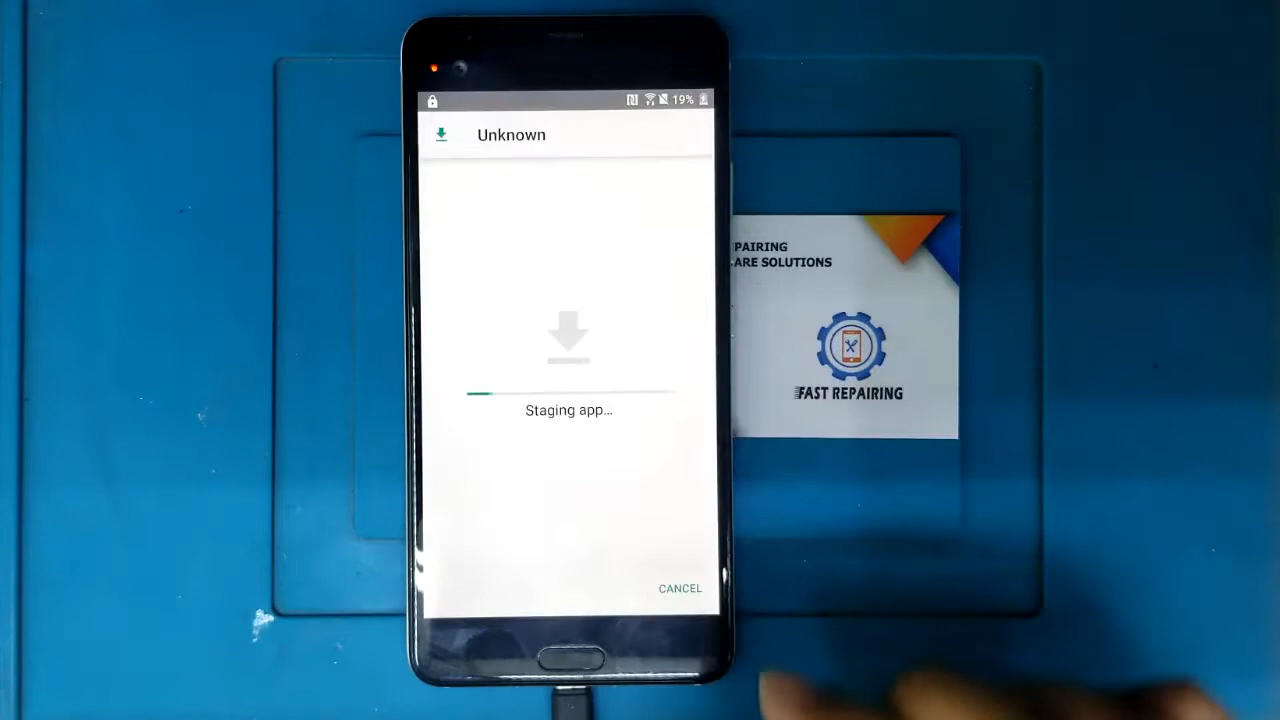 19%
Unknown
Staging app...
CANCEL
PAIRING
ARE SOLUTIONS
FAST REPAIRING